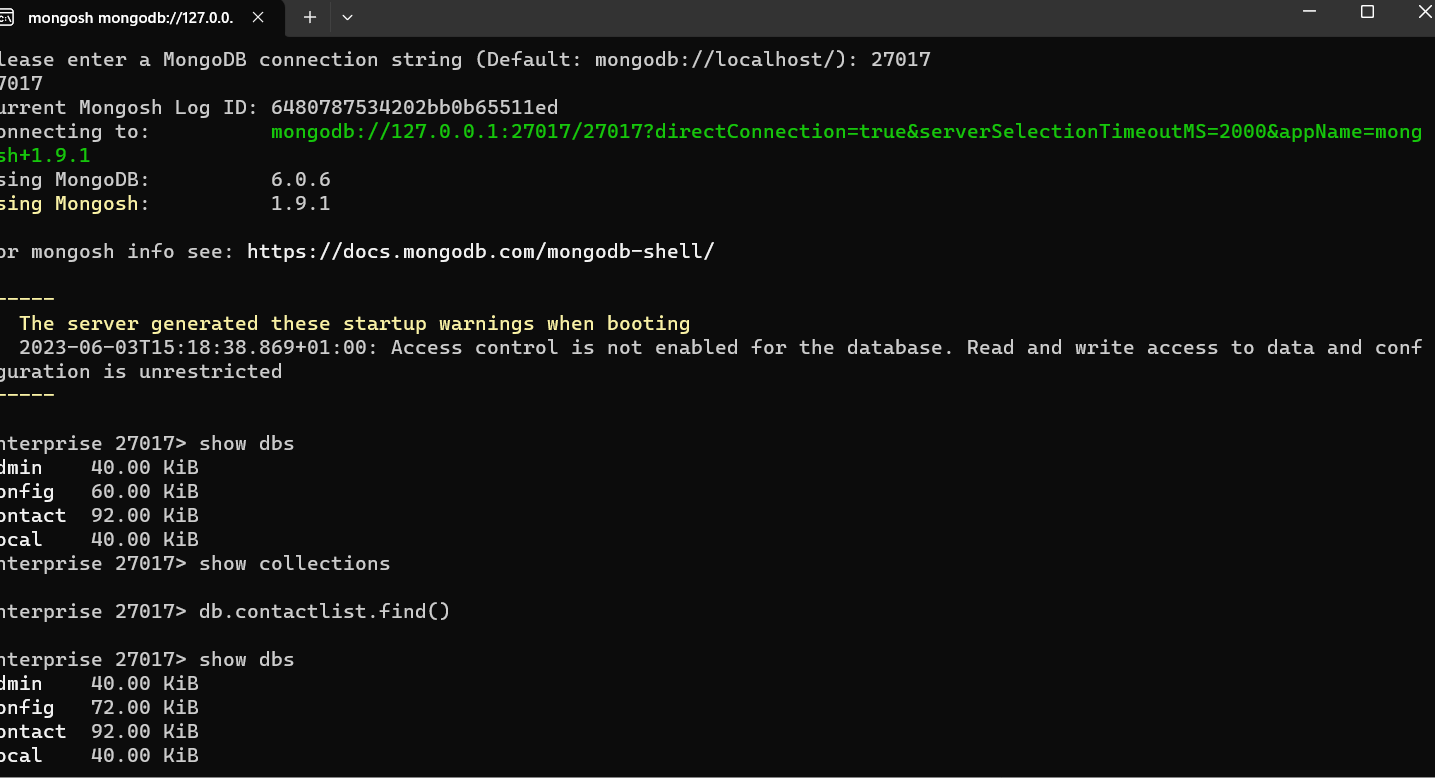 mongosh mongodb://127.0.0.
lease enter a MongoDB connection string (Default: mongodb://localhost/): 27017
7017
urrent Mongosh Log ID: 6480787534202bb0b65511ed
onnecting to: mongodb://127.0.0.1:27017/27017?directConnection=true&serverSelectionTimeoutMS=2000&appName=mong
sh+1.9.1
sing MongoDB: 6.0.6
sing Mongosh: 1.9.1
or mongosh info see: https://docs.mongodb.com/mongodb-shell/
-----
The server generated these startup warnings when booting
2023-06-03T15:18:38.869+01:00: Access control is not enabled for the database. Read and write access to data and conf
guration is unrestricted
-----
nterprise 27017> show dbs
dmin 40.00 KiB
onfig 60.00 KiB
ontact 92.00 KiB
ocal 40.00 KiB
nterprise 27017> show collections
nterprise 27017> db.contactlist.find()
nterprise 27017> show dbs
dmin 40.00 KiB
onfig 72.00 KiB
ontact 92.00 KiB
ocal 40.00 KiB